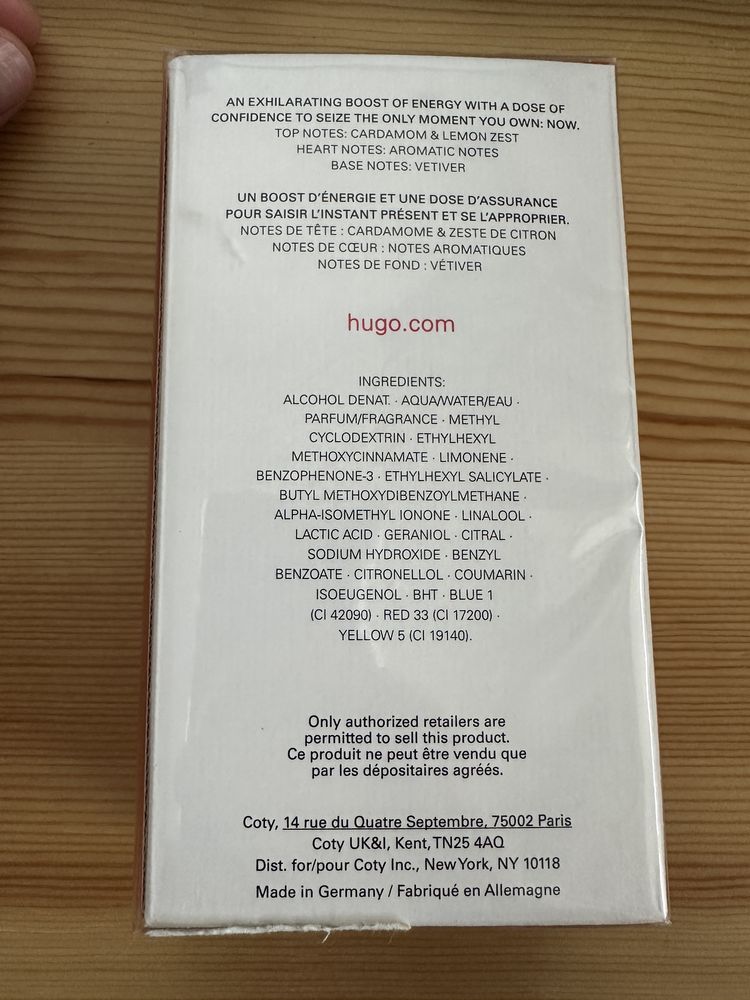 AN EXHILARATING BOOST OF ENERGY WITH A DOSE OF
CONFIDENCE TO SEIZE THE ONLY MOMENT YOU OWN: NOW.
TOP NOTES: CARDAMOM & LEMON ZEST
HEART NOTES: AROMATIC NOTES
BASE NOTES: VETIVER
UN BOOST D'ÉNERGIE ET UNE DOSE D'ASSURANCE
POUR SAISIR L'INSTANT PRÉSENT ET SE L'APPROPRIER.
NOTES DE TÊTE : CARDAMOME & ZESTE DE CITRON
NOTES DE CŒUR : NOTES AROMATIQUES
NOTES DE FOND : VÉTIVER
hugo.com
INGREDIENTS:
ALCOHOL DENAT. · AQUA/WATER/EAU ·
PARFUM/FRAGRANCE · METHYL
CYCLODEXTRIN · ETHYLHEXYL
METHOXYCINNAMATE · LIMONENE ·
BENZOPHENONE-3 · ETHYLHEXYL SALICYLATE ·
BUTYL METHOXYDIBENZOYLMETHANE ·
ALPHA-ISOMETHYL IONONE · LINALOOL ·
LACTIC ACID · GERANIOL · CITRAL ·
SODIUM HYDROXIDE · BENZYL
BENZOATE · CITRONELLOL · COUMARIN ·
ISOEUGENOL · BHT · BLUE 1
(CI 42090) · RED 33 (CI 17200) ·
YELLOW 5 (CI 19140).
Only authorized retailers are
permitted to sell this product.
Ce produit ne peut être vendu que
par les dépositaires agréés.
Coty, 14 rue du Quatre Septembre, 75002 Paris
Coty UK&I, Kent, TN25 4AQ
Dist. for/pour Coty Inc., New York, NY 10118
Made in Germany / Fabriqué en Allemagne